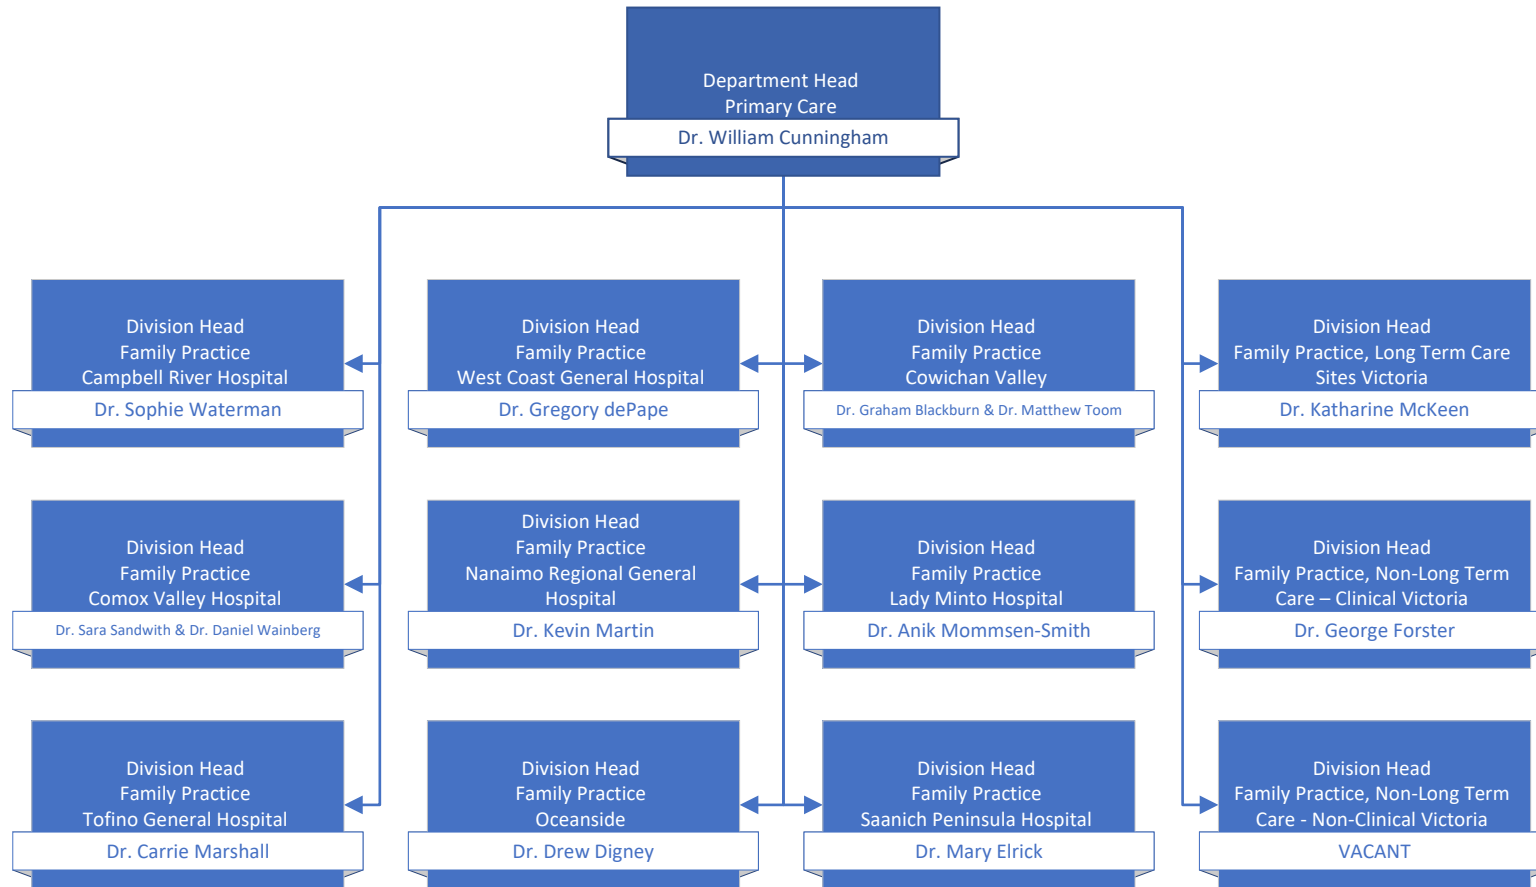 Department Head
Primary Care
Dr. William Cunningham
Division Head
Family Practice
Campbell River Hospital
Dr. Sophie Waterman
Division Head
Family Practice
West Coast General Hospital
Dr. Gregory dePape
Division Head
Family Practice
Cowichan Valley
Dr. Graham Blackburn & Dr. Matthew Toom
Division Head
Family Practice, Long Term Care
Sites Victoria
Dr. Katharine McKeen
Division Head
Family Practice
Comox Valley Hospital
Dr. Sara Sandwith & Dr. Daniel Wainberg
Division Head
Family Practice
Nanaimo Regional General
Hospital
Dr. Kevin Martin
Division Head
Family Practice
Lady Minto Hospital
Dr. Anik Mommsen-Smith
Division Head
Family Practice, Non-Long Term
Care – Clinical Victoria
Dr. George Forster
Division Head
Family Practice
Tofino General Hospital
Dr. Carrie Marshall
Division Head
Family Practice
Oceanside
Dr. Drew Digney
Division Head
Family Practice
Saanich Peninsula Hospital
Dr. Mary Elrick
Division Head
Family Practice, Non-Long Term
Care - Non-Clinical Victoria
VACANT